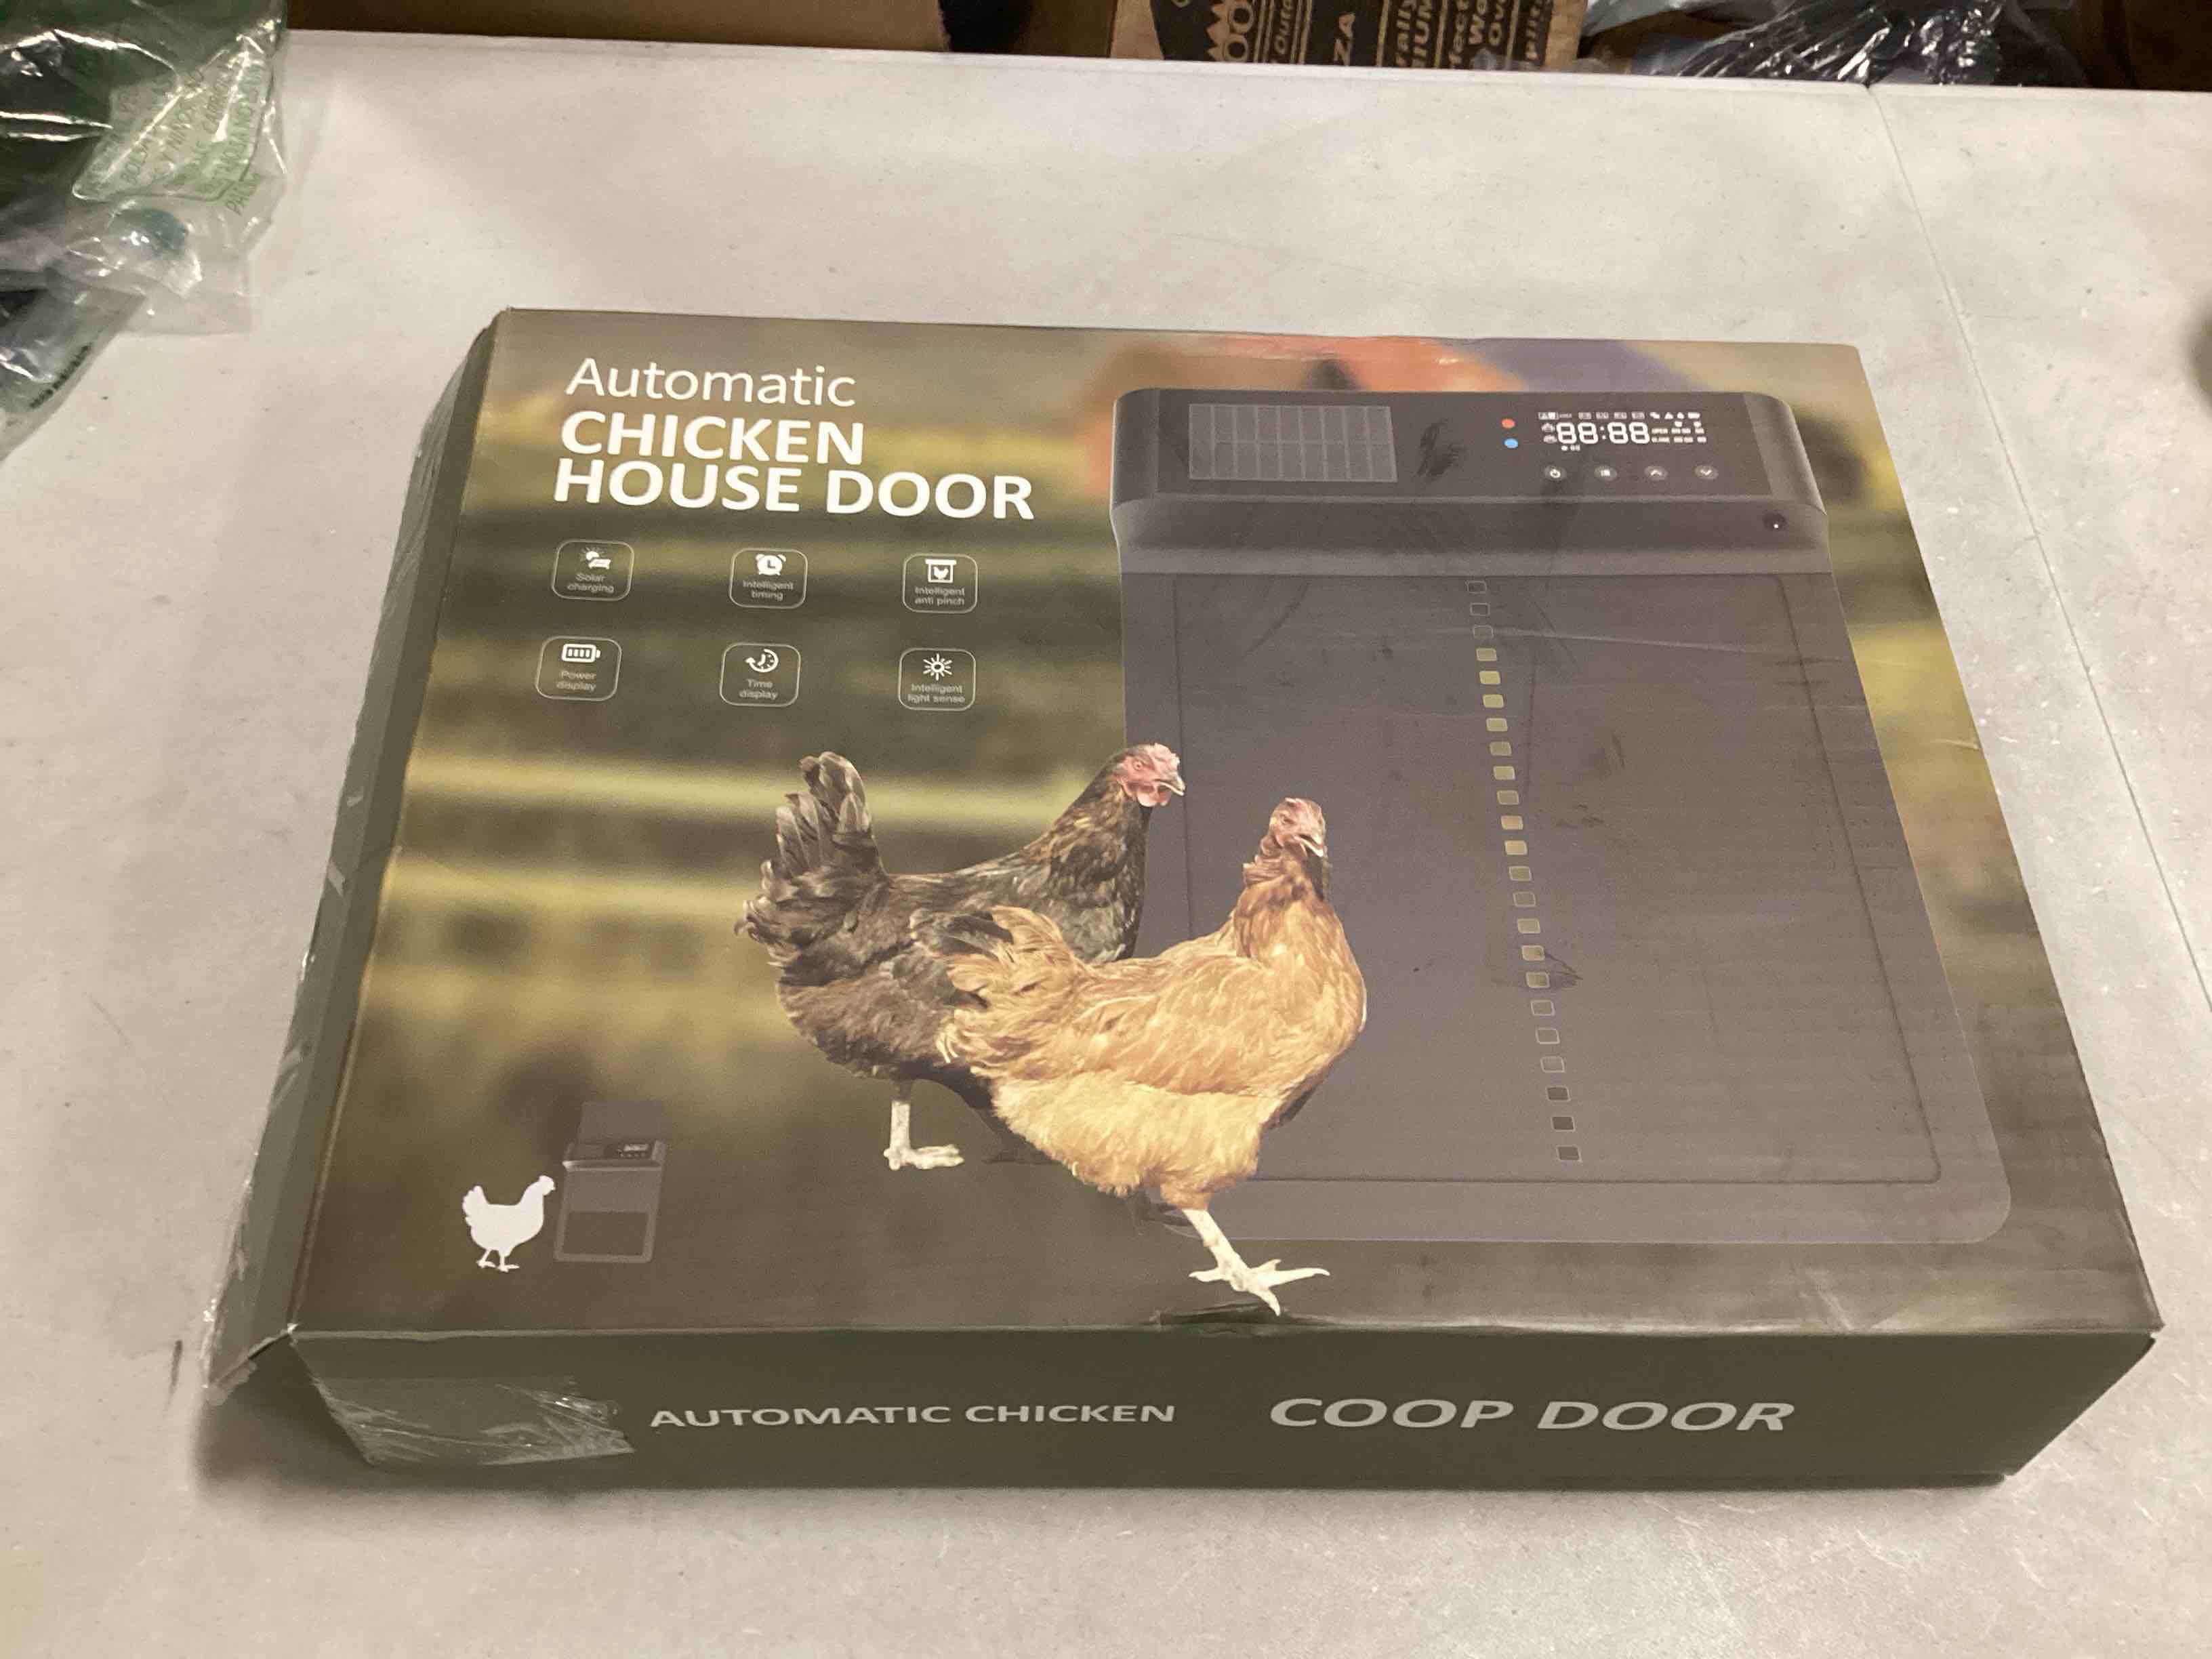 Automatic
CHICKEN
HOUSE DOOR
Solar
charging
Intelligent
timing
Intelligent
anti pinch
Power
display
Time
display
Intelligent
light sense
88:88
AUTOMATIC CHICKEN COOP DOOR